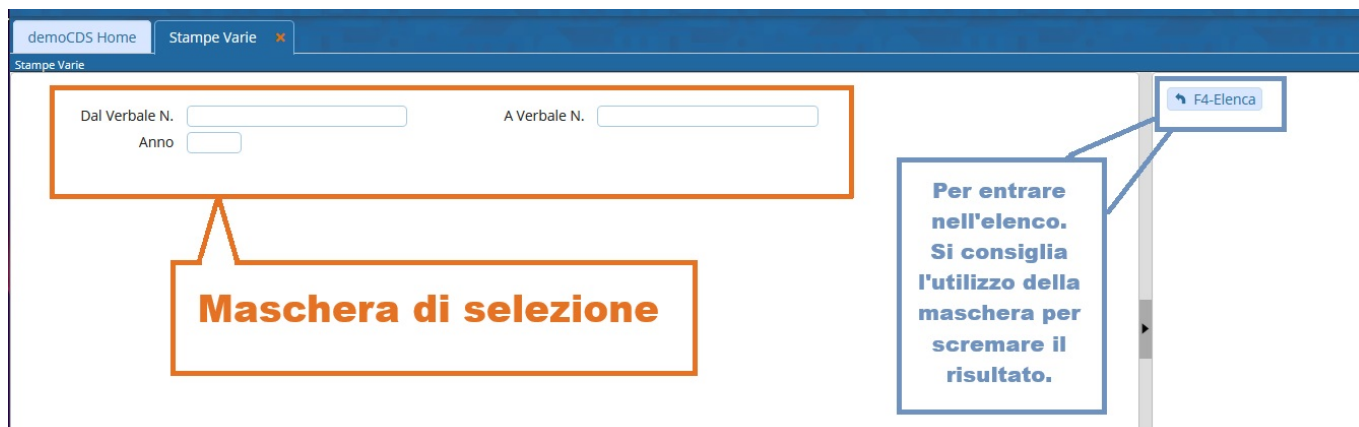 demoCDS Home Stampe Varie ×
Stampe Varie
Dal Verbale N. A Verbale N.
Anno
F4-Elenca
Maschera di selezione
Per entrare
nell'elenco.
Si consiglia
l'utilizzo della
maschera per
scremare il
risultato.